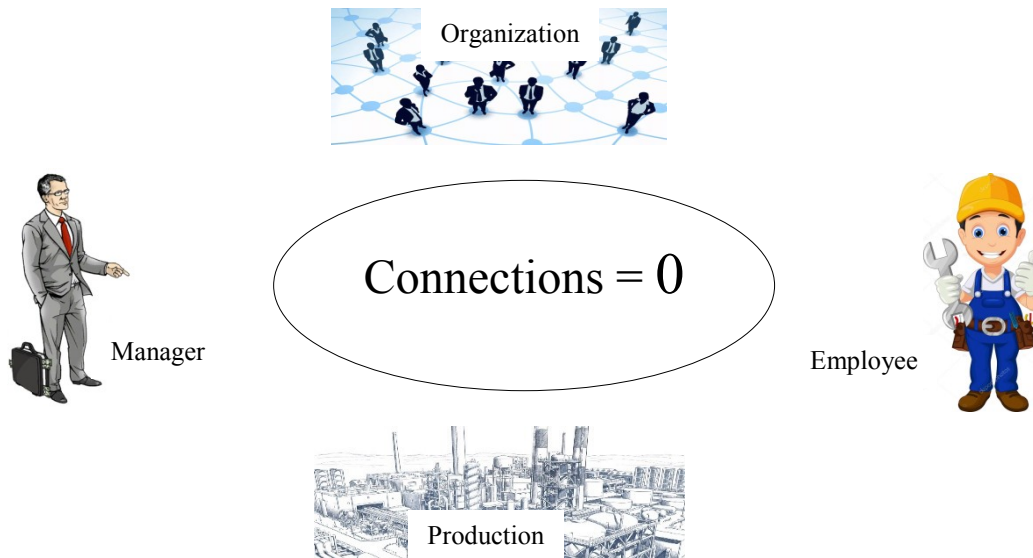 Organization
Connections = 0
Manager
Employee
Production